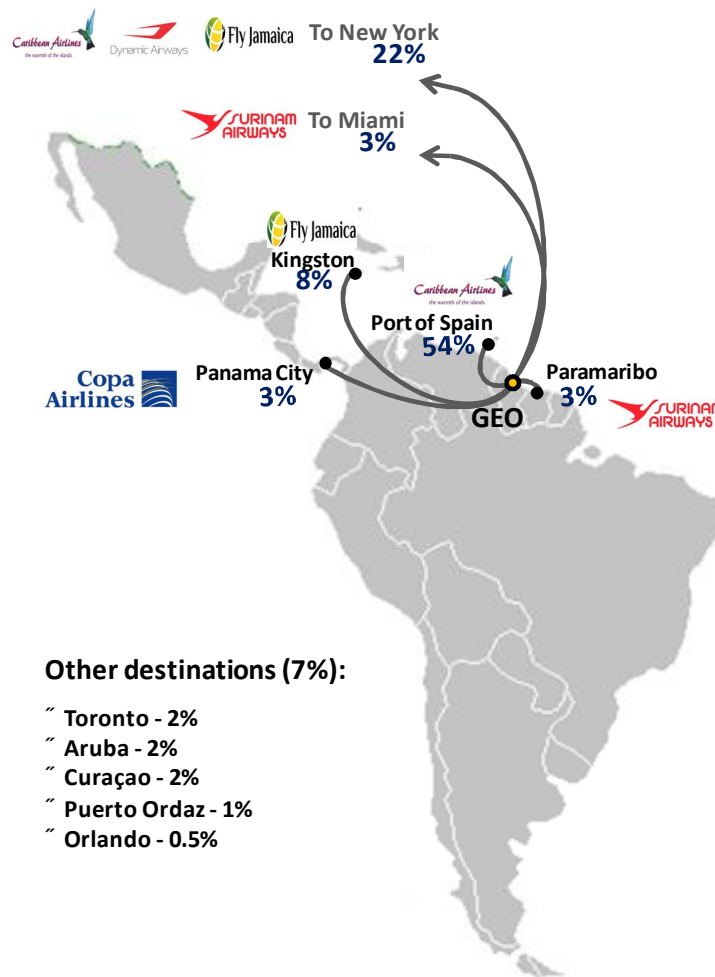 Caribbean Airlines
the warmth of the islands
Dynamic Airways
Fly Jamaica
To New York
22%
SURINAM
AIRWAYS
To Miami
3%
Fly Jamaica
Kingston
8%
Caribbean Airlines
the warmth of the islands
Port of Spain
54%
Copa
Airlines
Panama City
3%
Paramaribo
3%
GEO
SURINAM
AIRWAYS
Other destinations (7%):
˝ Toronto - 2%
˝ Aruba - 2%
˝ Curaçao - 2%
˝ Puerto Ordaz - 1%
˝ Orlando - 0.5%